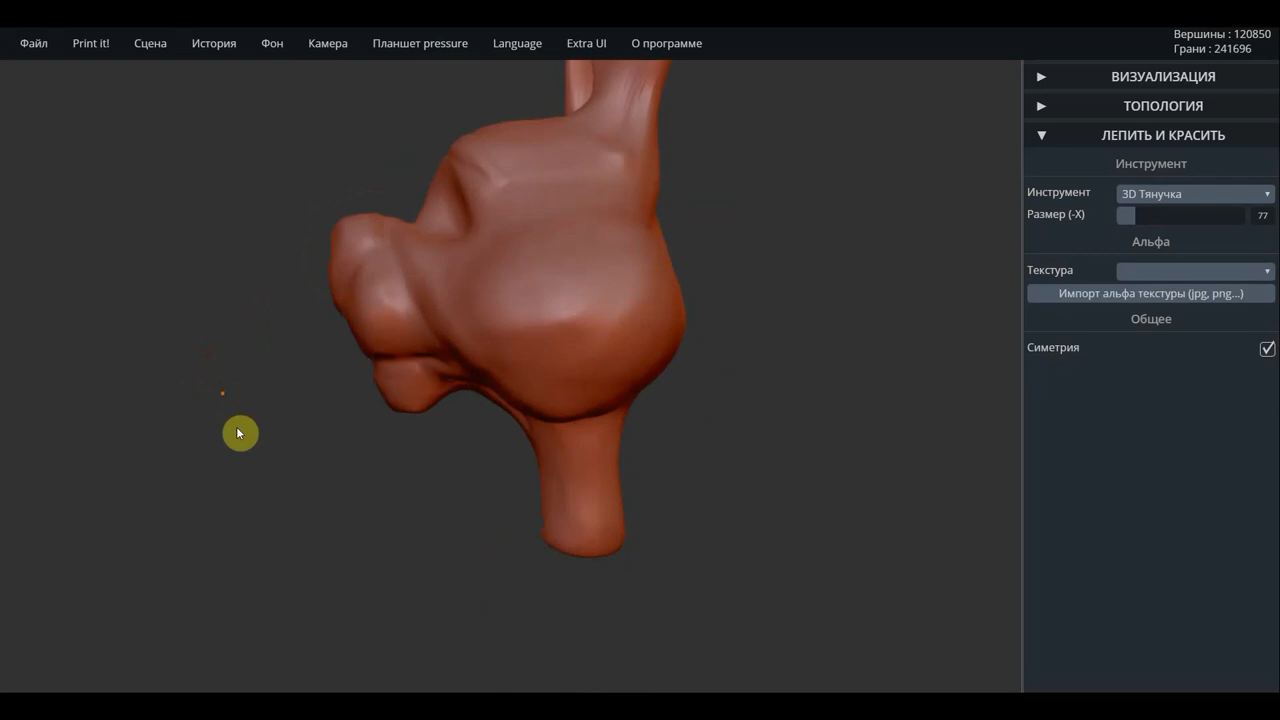 Файл Print it! Сцена История Фон Камера Планшет pressure Language Extra UI О программе
Вершины : 120850
Грани : 241696
ВИЗУАЛИЗАЦИЯ
ТОПОЛОГИЯ
ЛЕПИТЬ И КРАСИТЬ
Инструмент
Инструмент 3D Тянучка
Размер (-X) 77
Альфа
Текстура
Импорт альфа текстуры (jpg, png...)
Общее
Симетрия